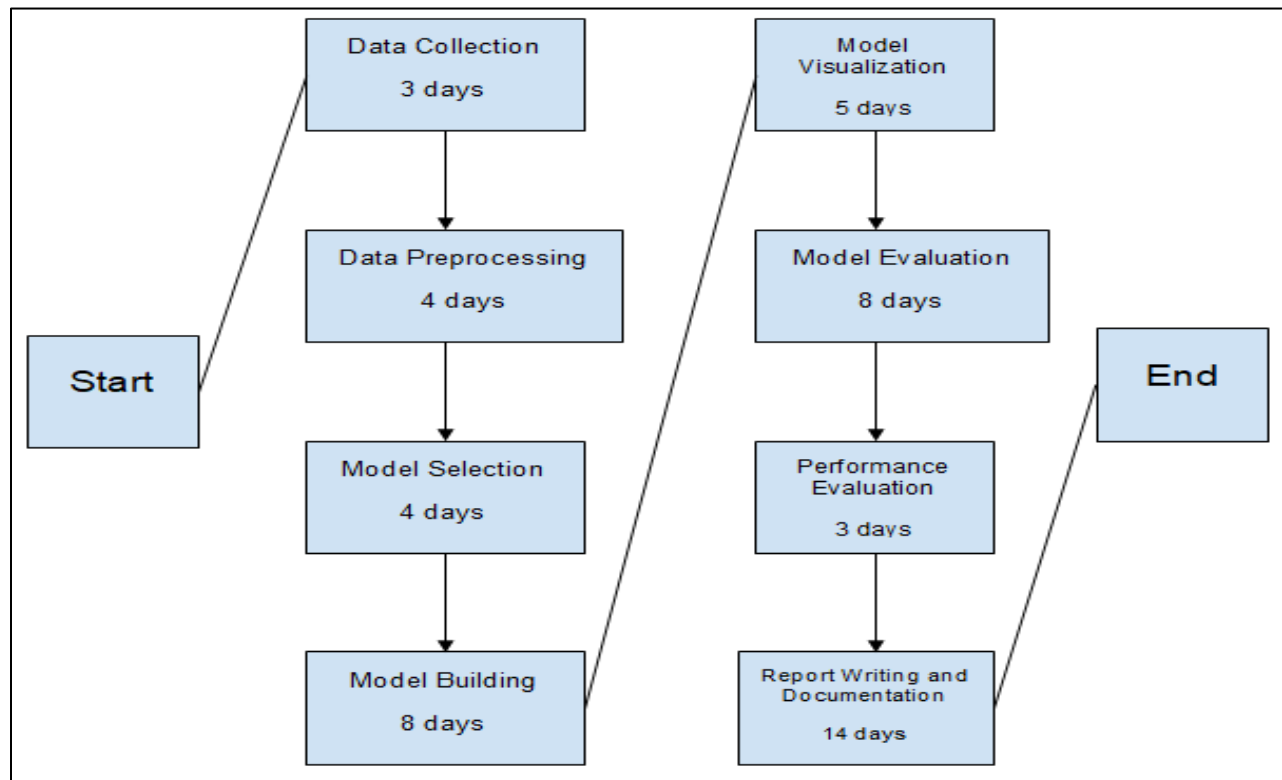 Start
Data Collection
3 days
Data Preprocessing
4 days
Model Selection
4 days
Model Building
8 days
Model
Visualization
5 days
Model Evaluation
8 days
Performance
Evaluation
3 days
Report Writing and
Documentation
14 days
End